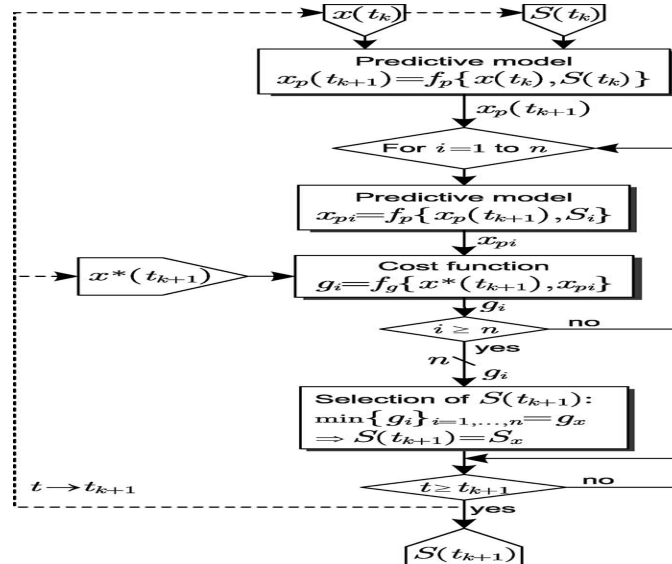 x(t_k) S(t_k)
Predictive model
x_p(t_{k+1})=f_p{x(t_k),S(t_k)}
x_p(t_{k+1})
For i=1 to n
Predictive model
x_{pi}=f_p{x_p(t_{k+1}),S_i}
x_{pi}
x*(t_{k+1})
Cost function
g_i=f_g{x*(t_{k+1}),x_{pi}}
g_i
i ≥ n no
yes
n
g_i
Selection of S(t_{k+1}):
min{g_i}_{i=1,...,n}=g_x
⇒ S(t_{k+1})=S_x
t→t_{k+1}
t≥t_{k+1} no
yes
S(t_{k+1})